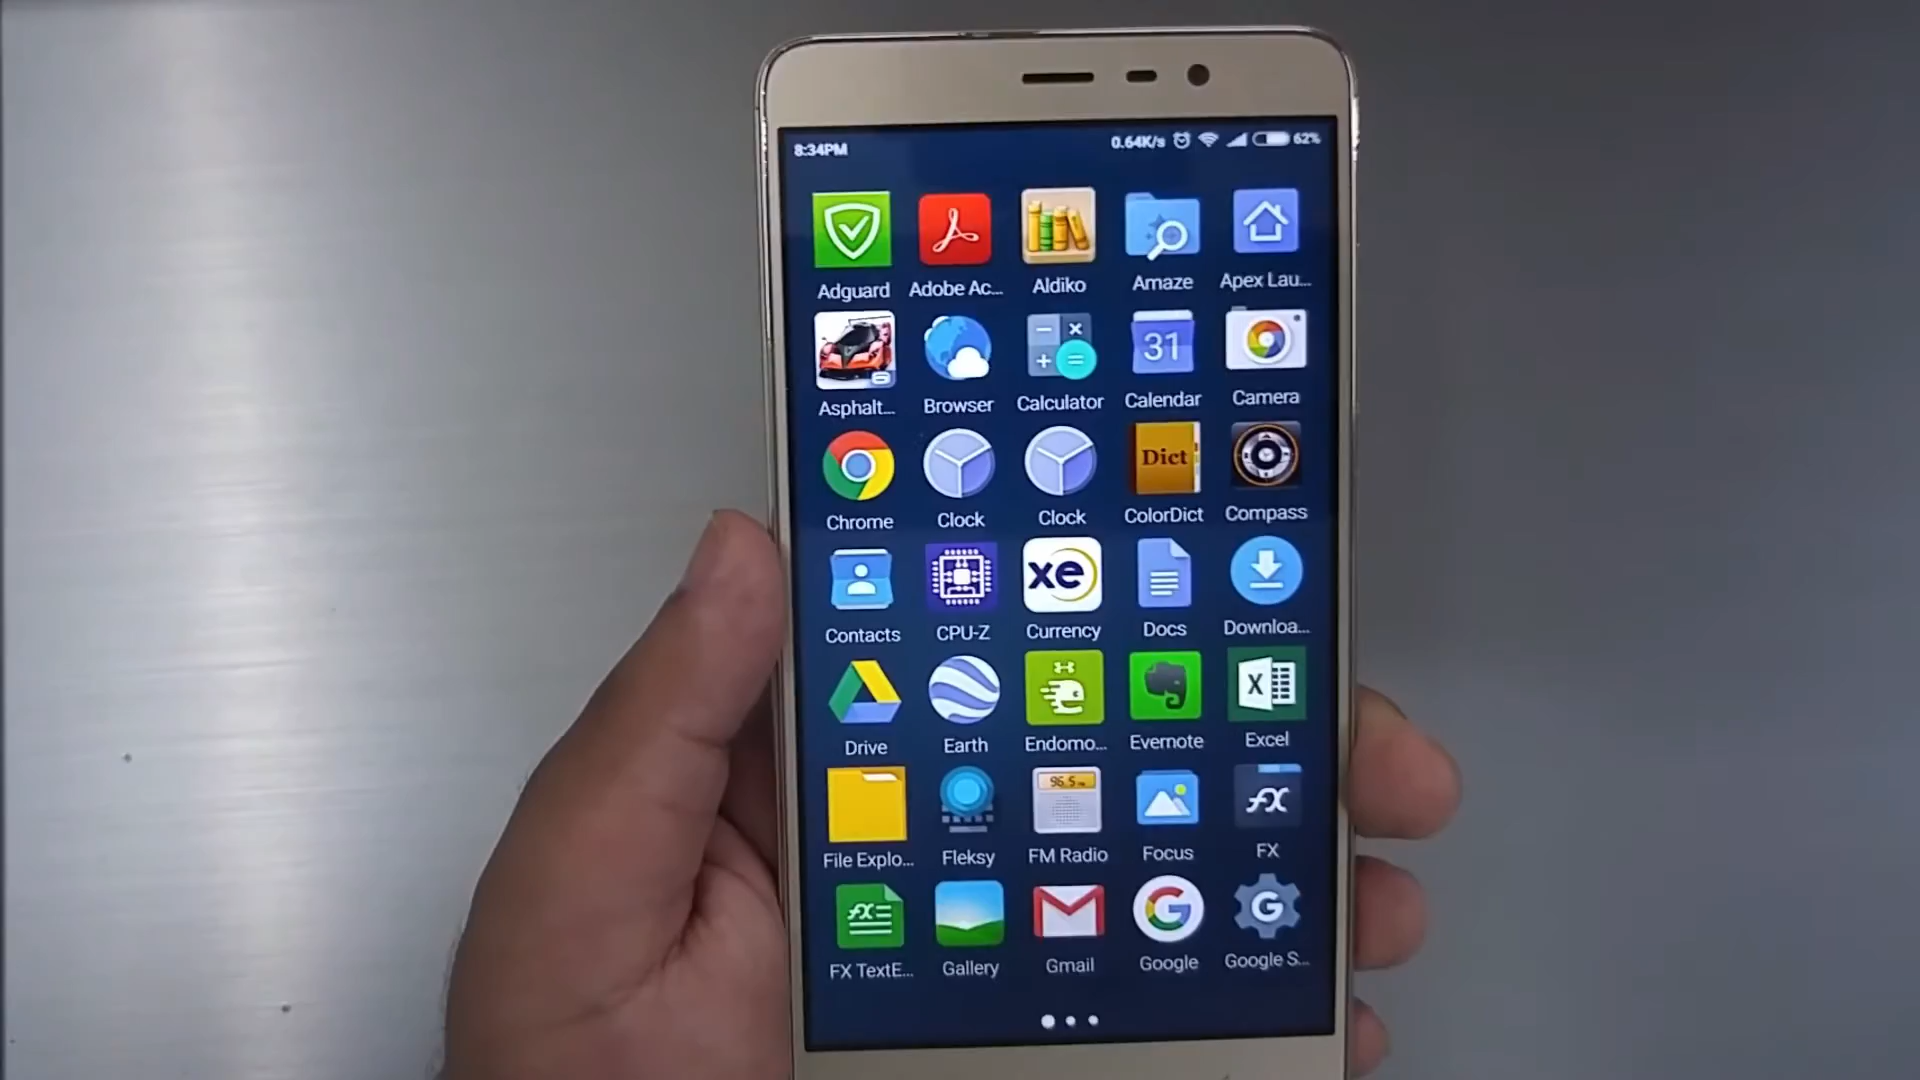 8:34PM 0.64K/s 62%
Adguard Adobe Ac... Aldiko Amaze Apex Lau...
31
Asphalt... Browser Calculator Calendar Camera
Dict
Chrome Clock Clock ColorDict Compass
xe
Contacts CPU-Z Currency Docs Downloa...
X
Drive Earth Endomo... Evernote Excel
96.5
FX
File Explo... Fleksy FM Radio Focus FX
FX G G
FX TextE... Gallery Gmail Google Google S...